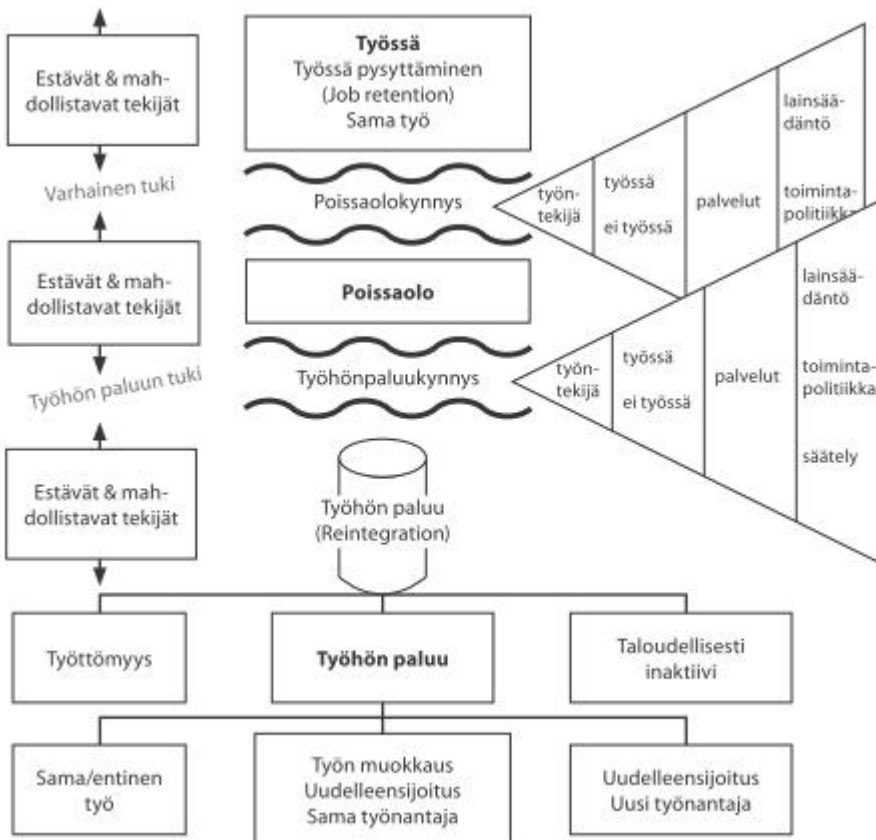 Estävät & mah-
dollistavat tekijät
Työssä
Työssä pysyttäminen
(Job retention)
Sama työ
Varhainen tuki
Poissaolokynnys
työn-
tekijä
työssä
ei työssä
palvelut
lainsää-
däntö
toiminta-
politiikka
Estävät & mah-
dollistavat tekijät
Poissaolo
Työhön paluun tuki
Työhönpaluukynnys
työn-
tekijä
työssä
ei työssä
palvelut
lainsää-
däntö
toiminta-
politiikka
säätely
Estävät & mah-
dollistavat tekijät
Työhön paluu
(Reintegration)
Työttömyys
Työhön paluu
Taloudellisesti
inaktiivi
Sama/entinen
työ
Työn muokkaus
Uudelleensijoitus
Sama työnantaja
Uudelleensijoitus
Uusi työnantaja